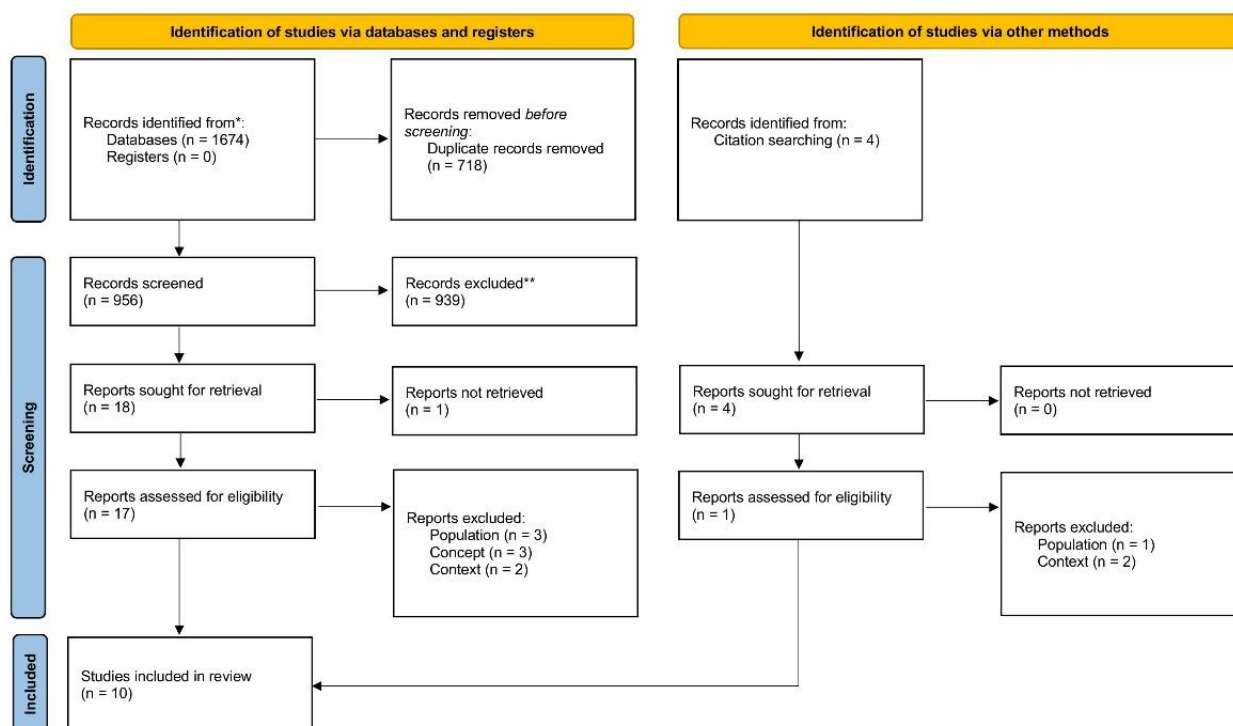 Identification of studies via databases and registers
Identification of studies via other methods
Identification
Records identified from*:
Databases (n = 1674)
Registers (n = 0)
Records removed before
screening:
Duplicate records removed
(n = 718)
Records identified from:
Citation searching (n = 4)
Screening
Records screened
(n = 956)
Records excluded**
(n = 939)
Reports sought for retrieval
(n = 18)
Reports not retrieved
(n = 1)
Reports sought for retrieval
(n = 4)
Reports not retrieved
(n = 0)
Reports assessed for eligibility
(n = 17)
Reports excluded:
Population (n = 3)
Concept (n = 3)
Context (n = 2)
Reports assessed for eligibility
(n = 1)
Reports excluded:
Population (n = 1)
Context (n = 2)
Included
Studies included in review
(n = 10)